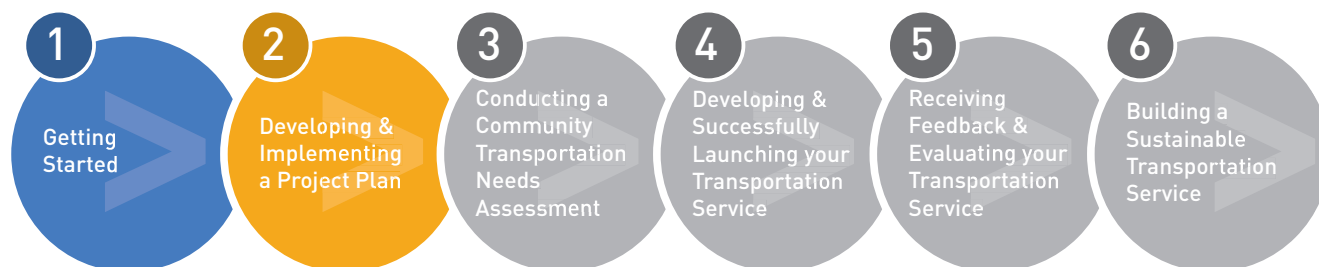 1
Getting
Started
2
Developing &
Implementing
a Project Plan
3
Conducting a
Community
Transportation
Needs
Assessment
4
Developing &
Successfully
Launching your
Transportation
Service
5
Receiving
Feedback &
Evaluating your
Transportation
Service
6
Building a
Sustainable
Transportation
Service